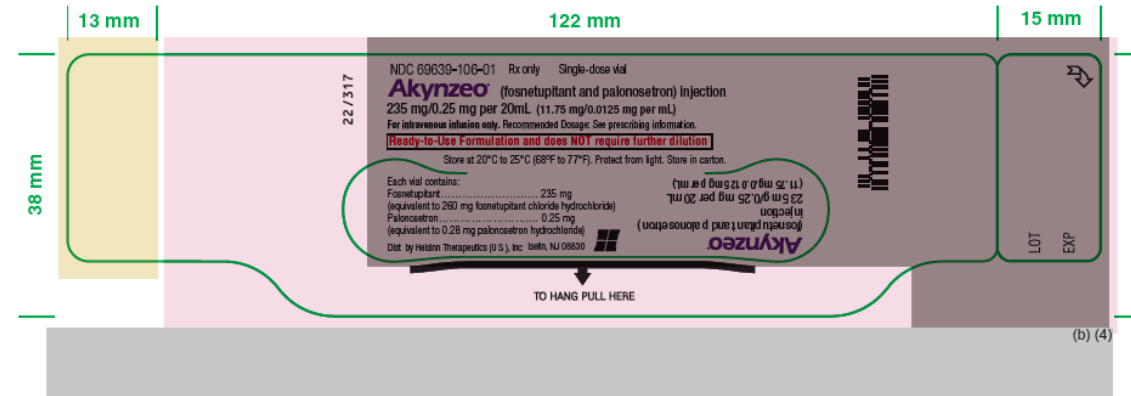 13 mm
122 mm
15 mm
38 mm
22/317
NDC 69639-106-01 Rx only Single-dose vial
Akynzeo® (fosnetupitant and palonosetron) injection
235 mg/0.25 mg per 20mL (11.75 mg/0.0125 mg per mL)
For intravenous infusion only. Recommended Dosage: See prescribing information.
Ready-to-Use Formulation and does NOT require further dilution
Store at 20°C to 25°C (68°F to 77°F). Protect from light. Store in carton.
Each vial contains:
Fosnetupitant.......................... 235 mg
(equivalent to 260 mg fosnetupitant chloride hydrochloride)
Palonosetron........................... 0.25 mg
(equivalent to 0.28 mg palonosetron hydrochloride)
Dist by Helsinn Therapeutics (U S ), Inc Iselin, NJ 08830
Akynzeo®
(fosnetupitant and palonosetron)
injection
235 mg/0.25 mg per 20 mL
(11.75 mg/0.0125 mg per mL)
LOT
EXP
TO HANG PULL HERE
(b) (4)